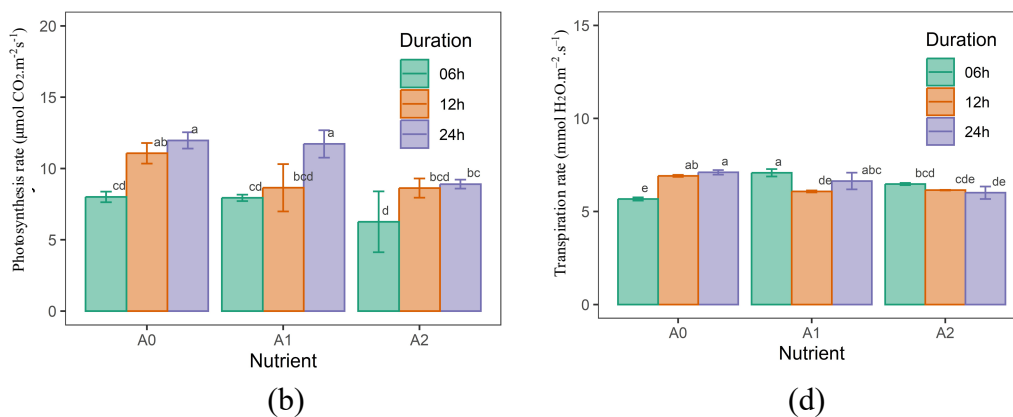 Photosynthesis rate (μmol CO₂.m⁻²s⁻¹)
20
15
10
5
0
Duration
06h
12h
24h
cd
ab
a
cd
bcd
a
d
bcd
bc
A0
A1
A2
Nutrient
(b)
Transpiration rate (mmol H₂O.m⁻².s⁻¹)
15
10
5
0
Duration
06h
12h
24h
e
ab
a
a
de
abc
bcd
cde
de
A0
A1
A2
Nutrient
(d)